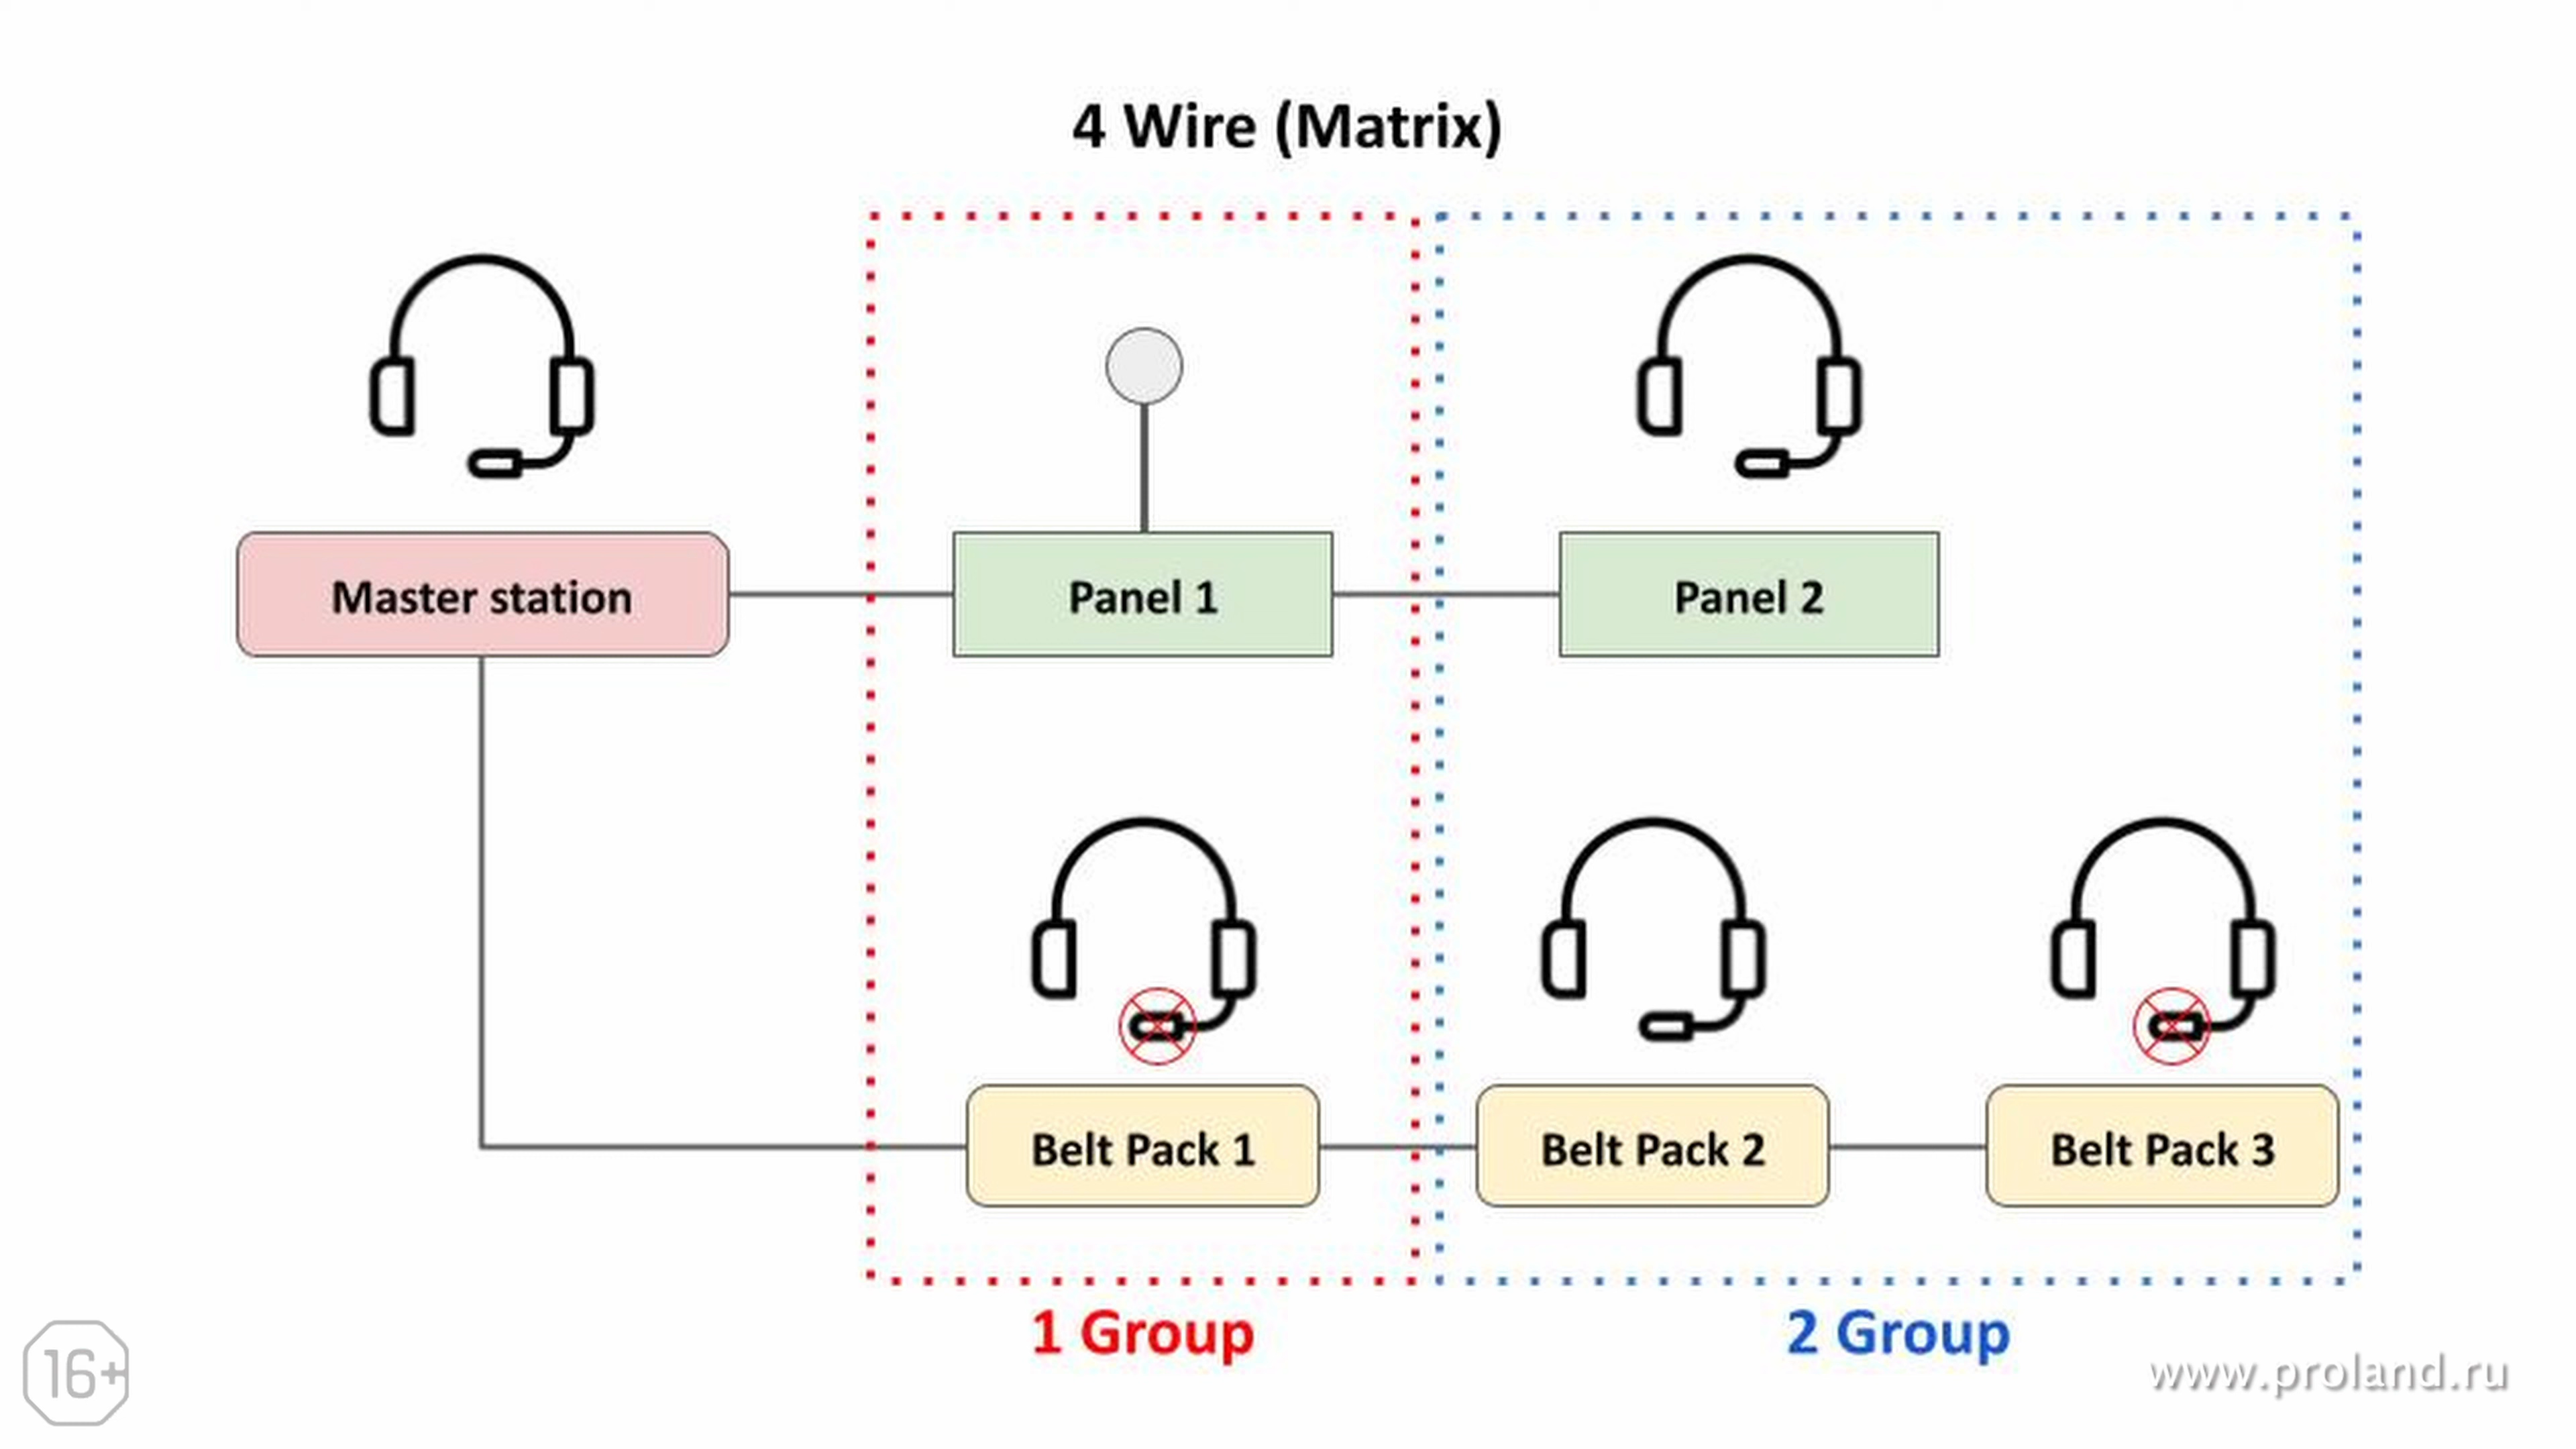 4 Wire (Matrix)
Master station
Panel 1
Panel 2
Belt Pack 1
Belt Pack 2
Belt Pack 3
1 Group
2 Group
16+
www.proland.ru